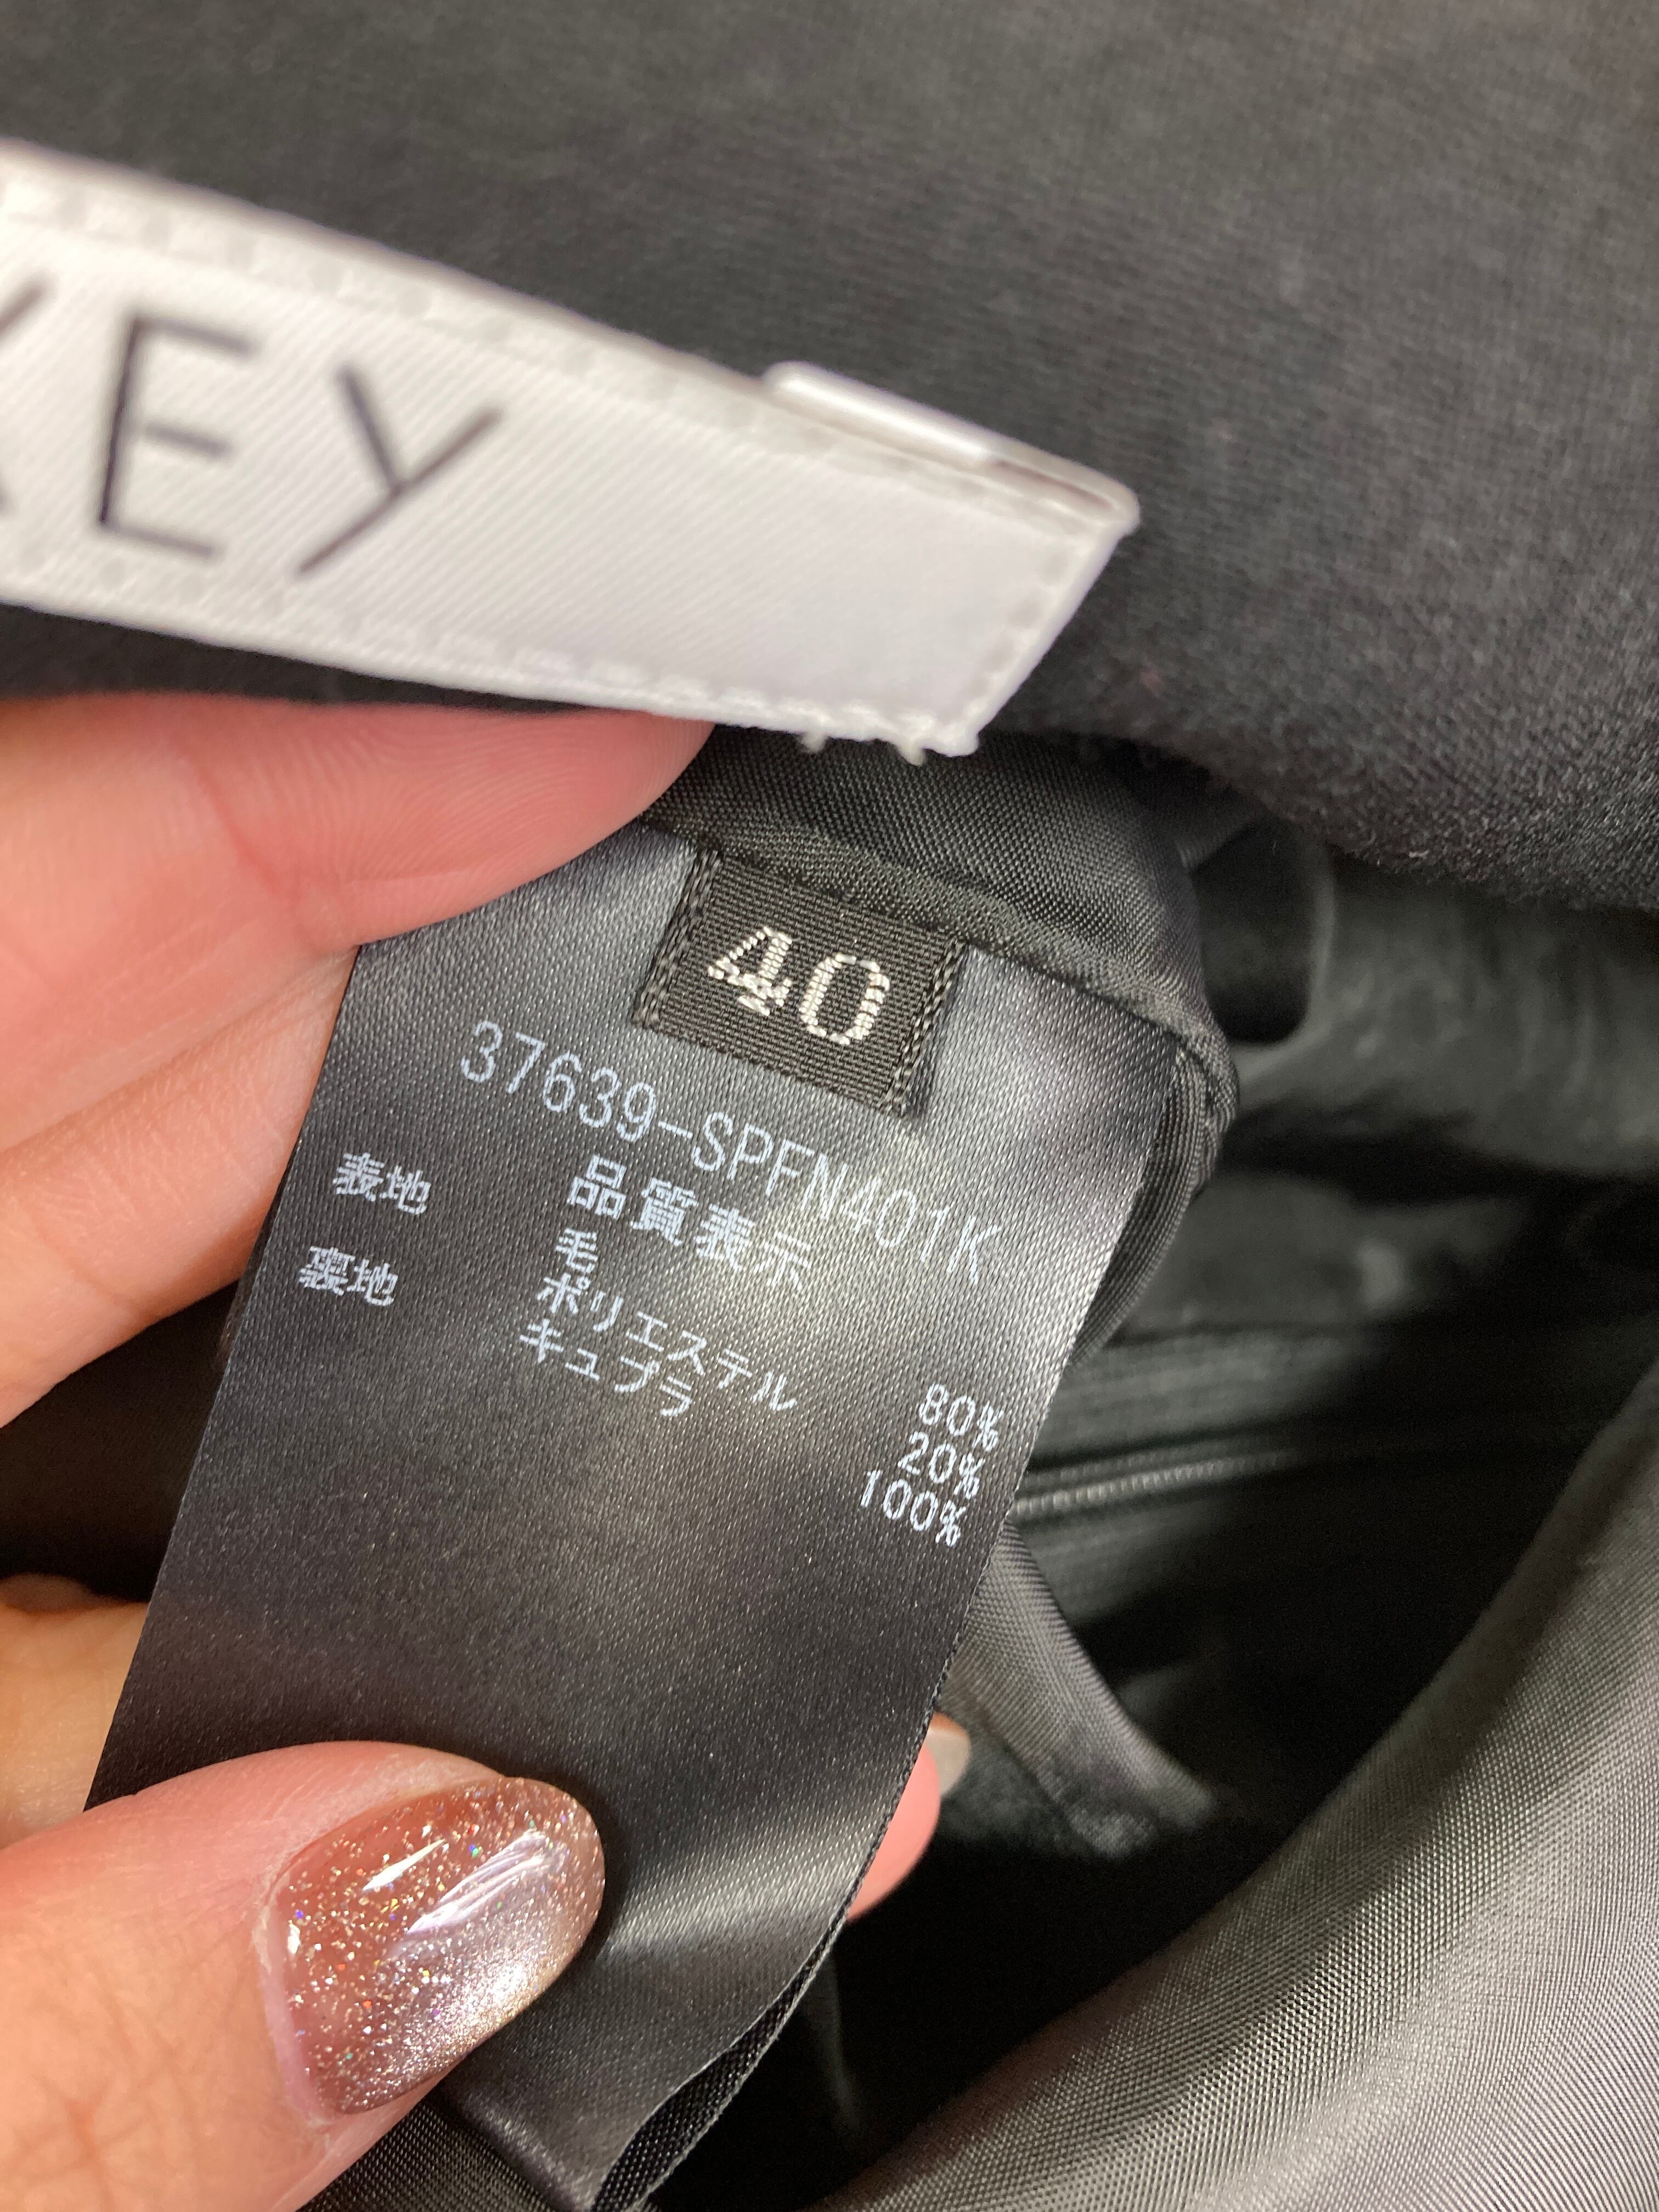 KEY
40
37639-SPFN401K
品質表示
表地 毛 80%
ポリエステル 20%
裏地 キュプラ 100%